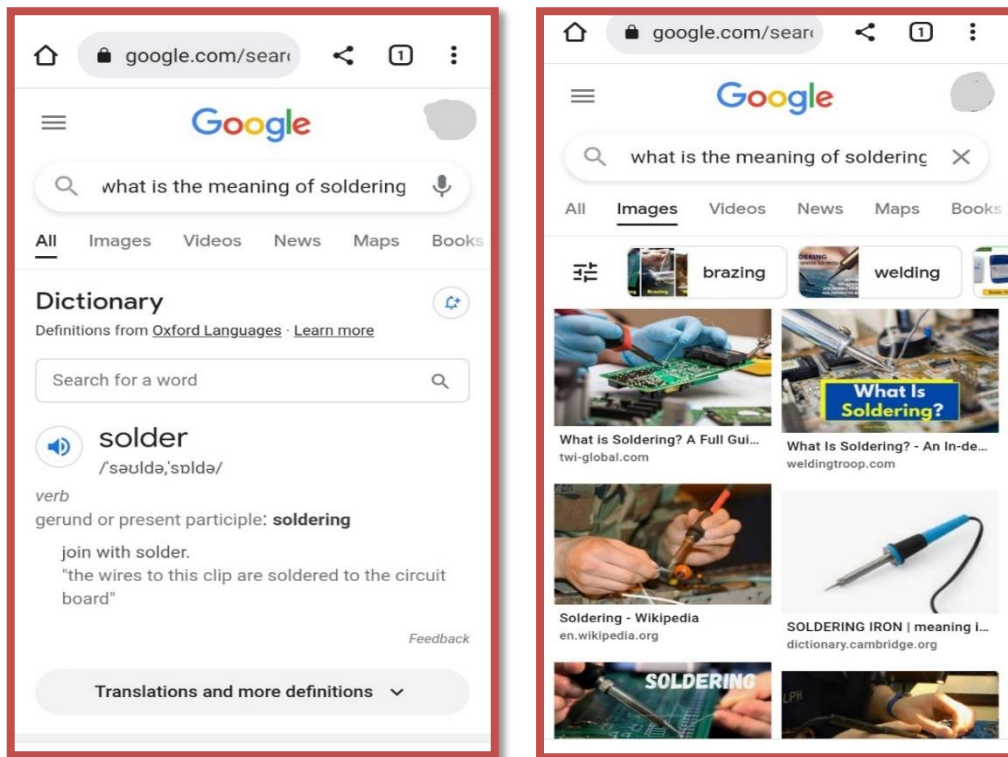 google.com/sear
1
Google
what is the meaning of soldering
All Images Videos News Maps Books
Dictionary
Definitions from Oxford Languages · Learn more
Search for a word
solder
/ˈsəʊldə,ˈsɒldə/
verb
gerund or present participle: soldering
join with solder.
"the wires to this clip are soldered to the circuit
board"
Feedback
Translations and more definitions
google.com/sear
1
Google
what is the meaning of soldering
All Images Videos News Maps Books
brazing
welding
What Is
Soldering?
What is Soldering? A Full Gui...
twi-global.com
What Is Soldering? - An In-de...
weldingtroop.com
Soldering - Wikipedia
en.wikipedia.org
SOLDERING IRON | meaning i...
dictionary.cambridge.org
SOLDERING